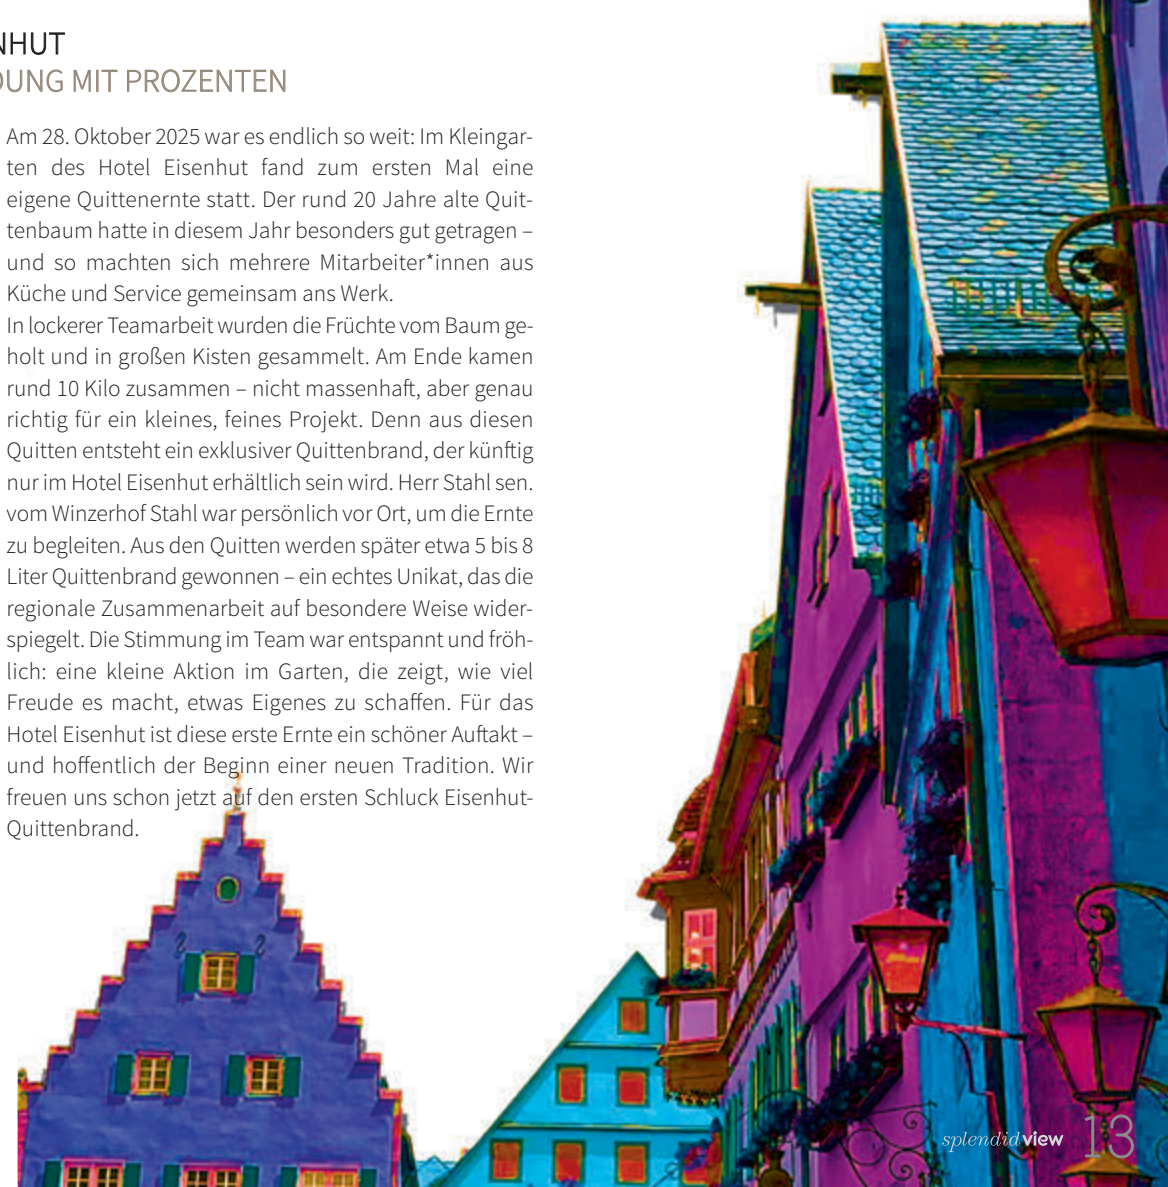 NHUT
DUNG MIT PROZENTEN
Am 28. Oktober 2025 war es endlich so weit: Im Kleingar-
ten des Hotel Eisenhut fand zum ersten Mal eine
eigene Quittenernte statt. Der rund 20 Jahre alte Quit-
tenbaum hatte in diesem Jahr besonders gut getragen –
und so machten sich mehrere Mitarbeiter*innen aus
Küche und Service gemeinsam ans Werk.
In lockerer Teamarbeit wurden die Früchte vom Baum ge-
holt und in großen Kisten gesammelt. Am Ende kamen
rund 10 Kilo zusammen – nicht massenhaft, aber genau
richtig für ein kleines, feines Projekt. Denn aus diesen
Quitten entsteht ein exklusiver Quittenbrand, der künftig
nur im Hotel Eisenhut erhältlich sein wird. Herr Stahl sen.
vom Winzerhof Stahl war persönlich vor Ort, um die Ernte
zu begleiten. Aus den Quitten werden später etwa 5 bis 8
Liter Quittenbrand gewonnen – ein echtes Unikat, das die
regionale Zusammenarbeit auf besondere Weise wider-
spiegelt. Die Stimmung im Team war entspannt und fröh-
lich: eine kleine Aktion im Garten, die zeigt, wie viel
Freude es macht, etwas Eigenes zu schaffen. Für das
Hotel Eisenhut ist diese erste Ernte ein schöner Auftakt –
und hoffentlich der Beginn einer neuen Tradition. Wir
freuen uns schon jetzt auf den ersten Schluck Eisenhut-
Quittenbrand.
splendidview 13